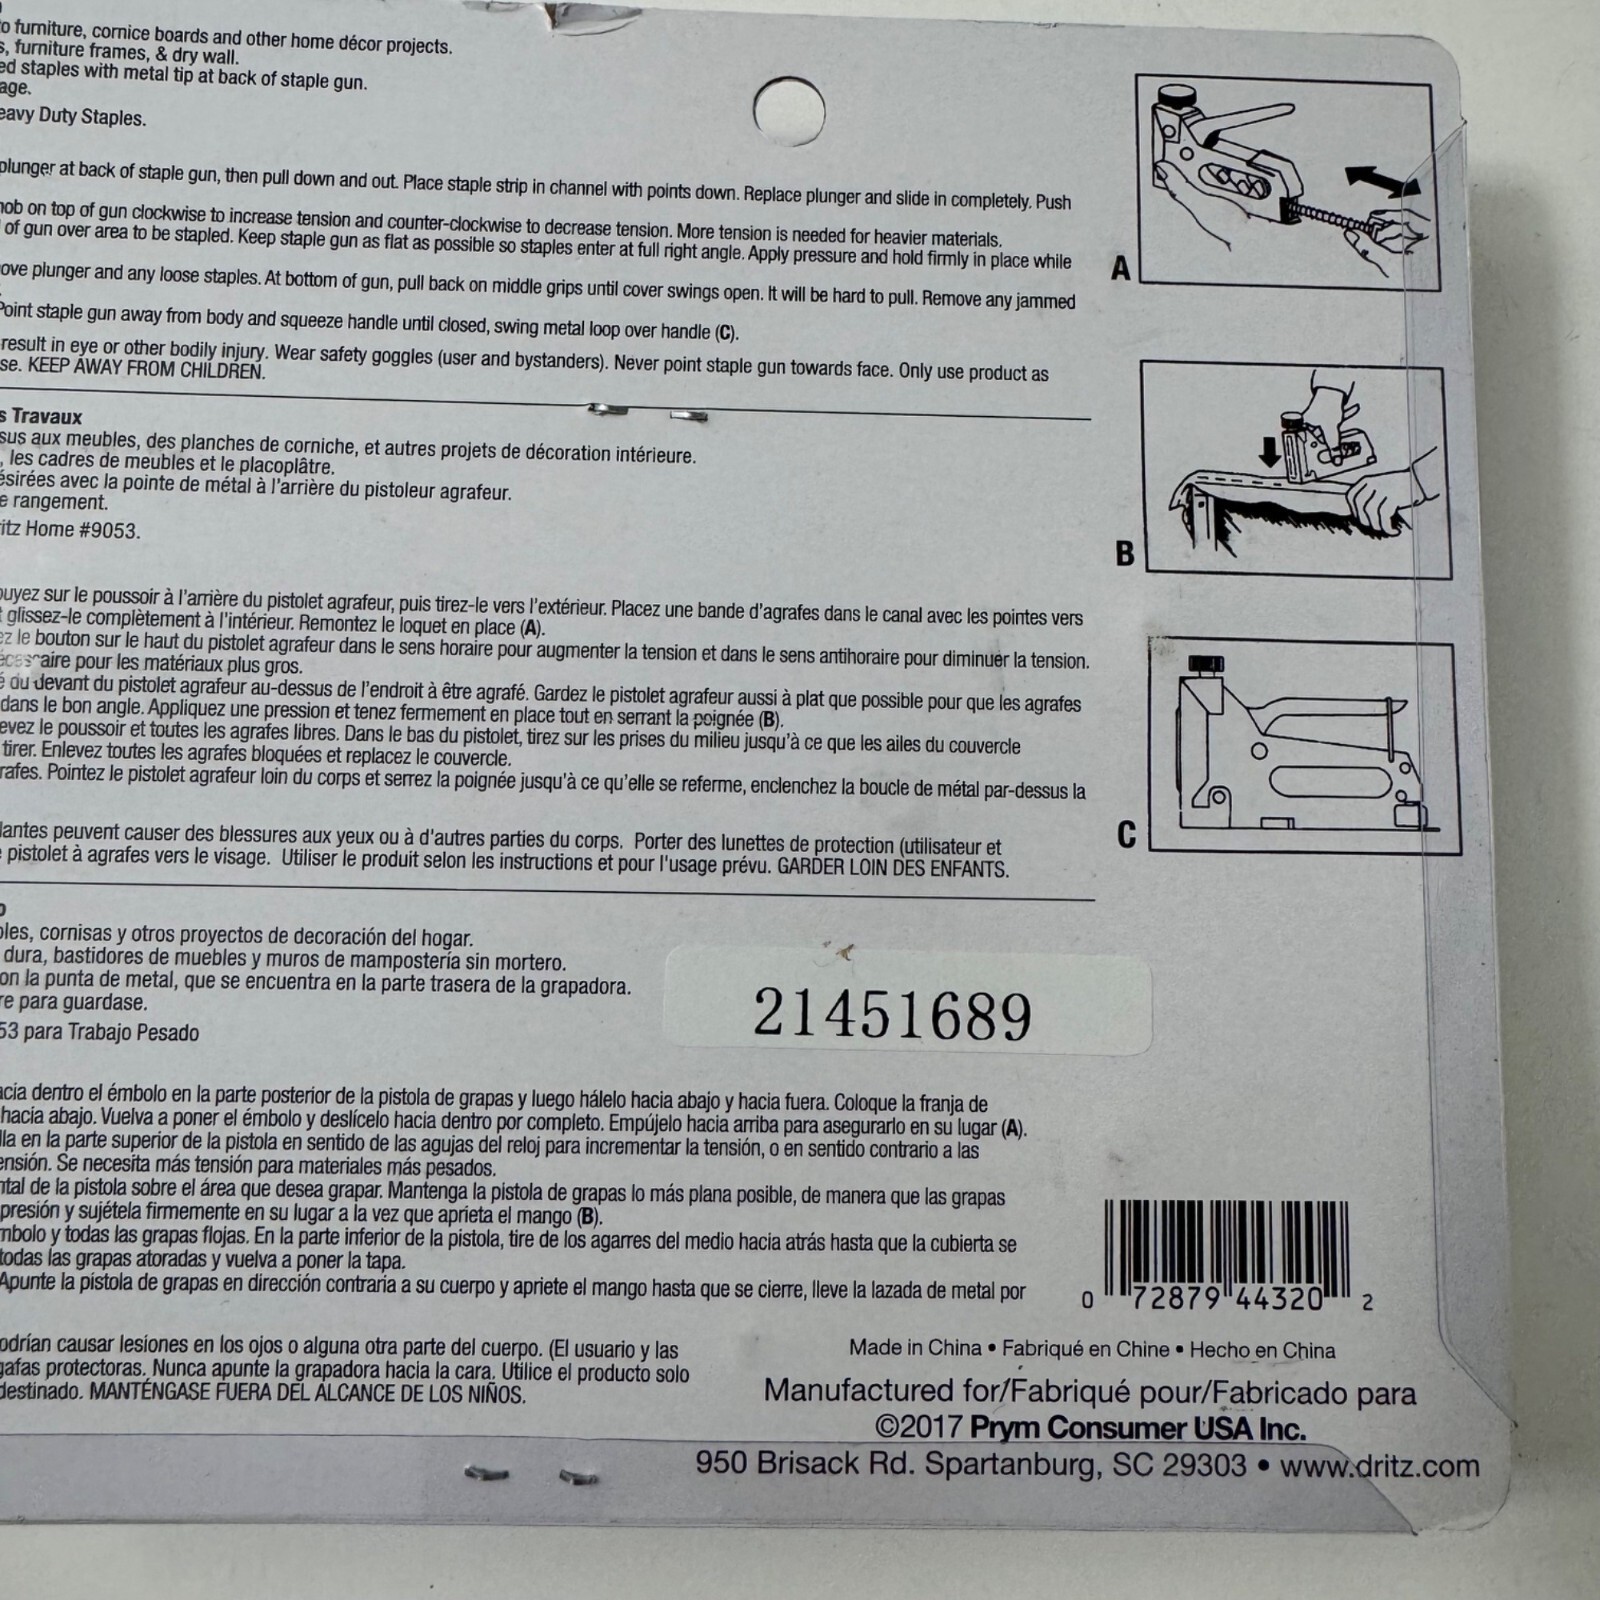 o furniture, cornice boards and other home décor projects.
s, furniture frames, & dry wall.
ed staples with metal tip at back of staple gun.
age.
eavy Duty Staples.
plunger at back of staple gun, then pull down and out. Place staple strip in channel with points down. Replace plunger and slide in completely. Push
nob on top of gun clockwise to increase tension and counter-clockwise to decrease tension. More tension is needed for heavier materials.
of gun over area to be stapled. Keep staple gun as flat as possible so staples enter at full right angle. Apply pressure and hold firmly in place while
ove plunger and any loose staples. At bottom of gun, pull back on middle grips until cover swings open. It will be hard to pull. Remove any jammed
Point staple gun away from body and squeeze handle until closed, swing metal loop over handle (C).
result in eye or other bodily injury. Wear safety goggles (user and bystanders). Never point staple gun towards face. Only use product as
se. KEEP AWAY FROM CHILDREN.
A
s Travaux
sus aux meubles, des planches de corniche, et autres projets de décoration intérieure.
, les cadres de meubles et le placoplâtre.
ésirées avec la pointe de métal à l'arrière du pistoleur agrafeur.
e rangement.
itz Home #9053.
B
puyez sur le poussoir à l'arrière du pistolet agrafeur, puis tirez-le vers l'extérieur. Placez une bande d'agrafes dans le canal avec les pointes vers
t glissez-le complètement à l'intérieur. Remontez le loquet en place (A).
ez le bouton sur le haut du pistolet agrafeur dans le sens horaire pour augmenter la tension et dans le sens antihoraire pour diminuer la tension.
écessaire pour les matériaux plus gros.
é du devant du pistolet agrafeur au-dessus de l'endroit à être agrafé. Gardez le pistolet agrafeur aussi à plat que possible pour que les agrafes
dans le bon angle. Appliquez une pression et tenez fermement en place tout en serrant la poignée (B).
evez le poussoir et toutes les agrafes libres. Dans le bas du pistolet, tirez sur les prises du milieu jusqu'à ce que les ailes du couvercle
tirer. Enlevez toutes les agrafes bloquées et replacez le couvercle.
rafes. Pointez le pistolet agrafeur loin du corps et serrez la poignée jusqu'à ce qu'elle se referme, enclenchez la boucle de métal par-dessus la
lantes peuvent causer des blessures aux yeux ou à d'autres parties du corps. Porter des lunettes de protection (utilisateur et
e pistolet à agrafes vers le visage. Utiliser le produit selon les instructions et pour l'usage prévu. GARDER LOIN DES ENFANTS.
C
o
bles, cornisas y otros proyectos de decoración del hogar.
dura, bastidores de muebles y muros de mampostería sin mortero.
on la punta de metal, que se encuentra en la parte trasera de la grapadora.
re para guardase.
53 para Trabajo Pesado
21451689
acia dentro el émbolo en la parte posterior de la pistola de grapas y luego hálelo hacia abajo y hacia fuera. Coloque la franja de
hacia abajo. Vuelva a poner el émbolo y deslícelo hacia dentro por completo. Empújelo hacia arriba para asegurarlo en su lugar (A).
lla en la parte superior de la pistola en sentido de las agujas del reloj para incrementar la tensión, o en sentido contrario a las
ensión. Se necesita más tensión para materiales más pesados.
ntal de la pistola sobre el área que desea grapar. Mantenga la pistola de grapas lo más plana posible, de manera que las grapas
presión y sujétela firmemente en su lugar a la vez que aprieta el mango (B).
mbolo y todas las grapas flojas. En la parte inferior de la pistola, tire de los agarres del medio hacia atrás hasta que la cubierta se
todas las grapas atoradas y vuelva a poner la tapa.
Apunte la pistola de grapas en dirección contraria a su cuerpo y apriete el mango hasta que se cierre, lleve la lazada de metal por
odrían causar lesiones en los ojos o alguna otra parte del cuerpo. (El usuario y las
gafas protectoras. Nunca apunte la grapadora hacia la cara. Utilice el producto solo
destinado. MANTÉNGASE FUERA DEL ALCANCE DE LOS NIÑOS.
0 72879 44320 2
Made in China • Fabriqué en Chine • Hecho en China
Manufactured for/Fabriqué pour/Fabricado para
©2017 Prym Consumer USA Inc.
950 Brisack Rd. Spartanburg, SC 29303 • www.dritz.com